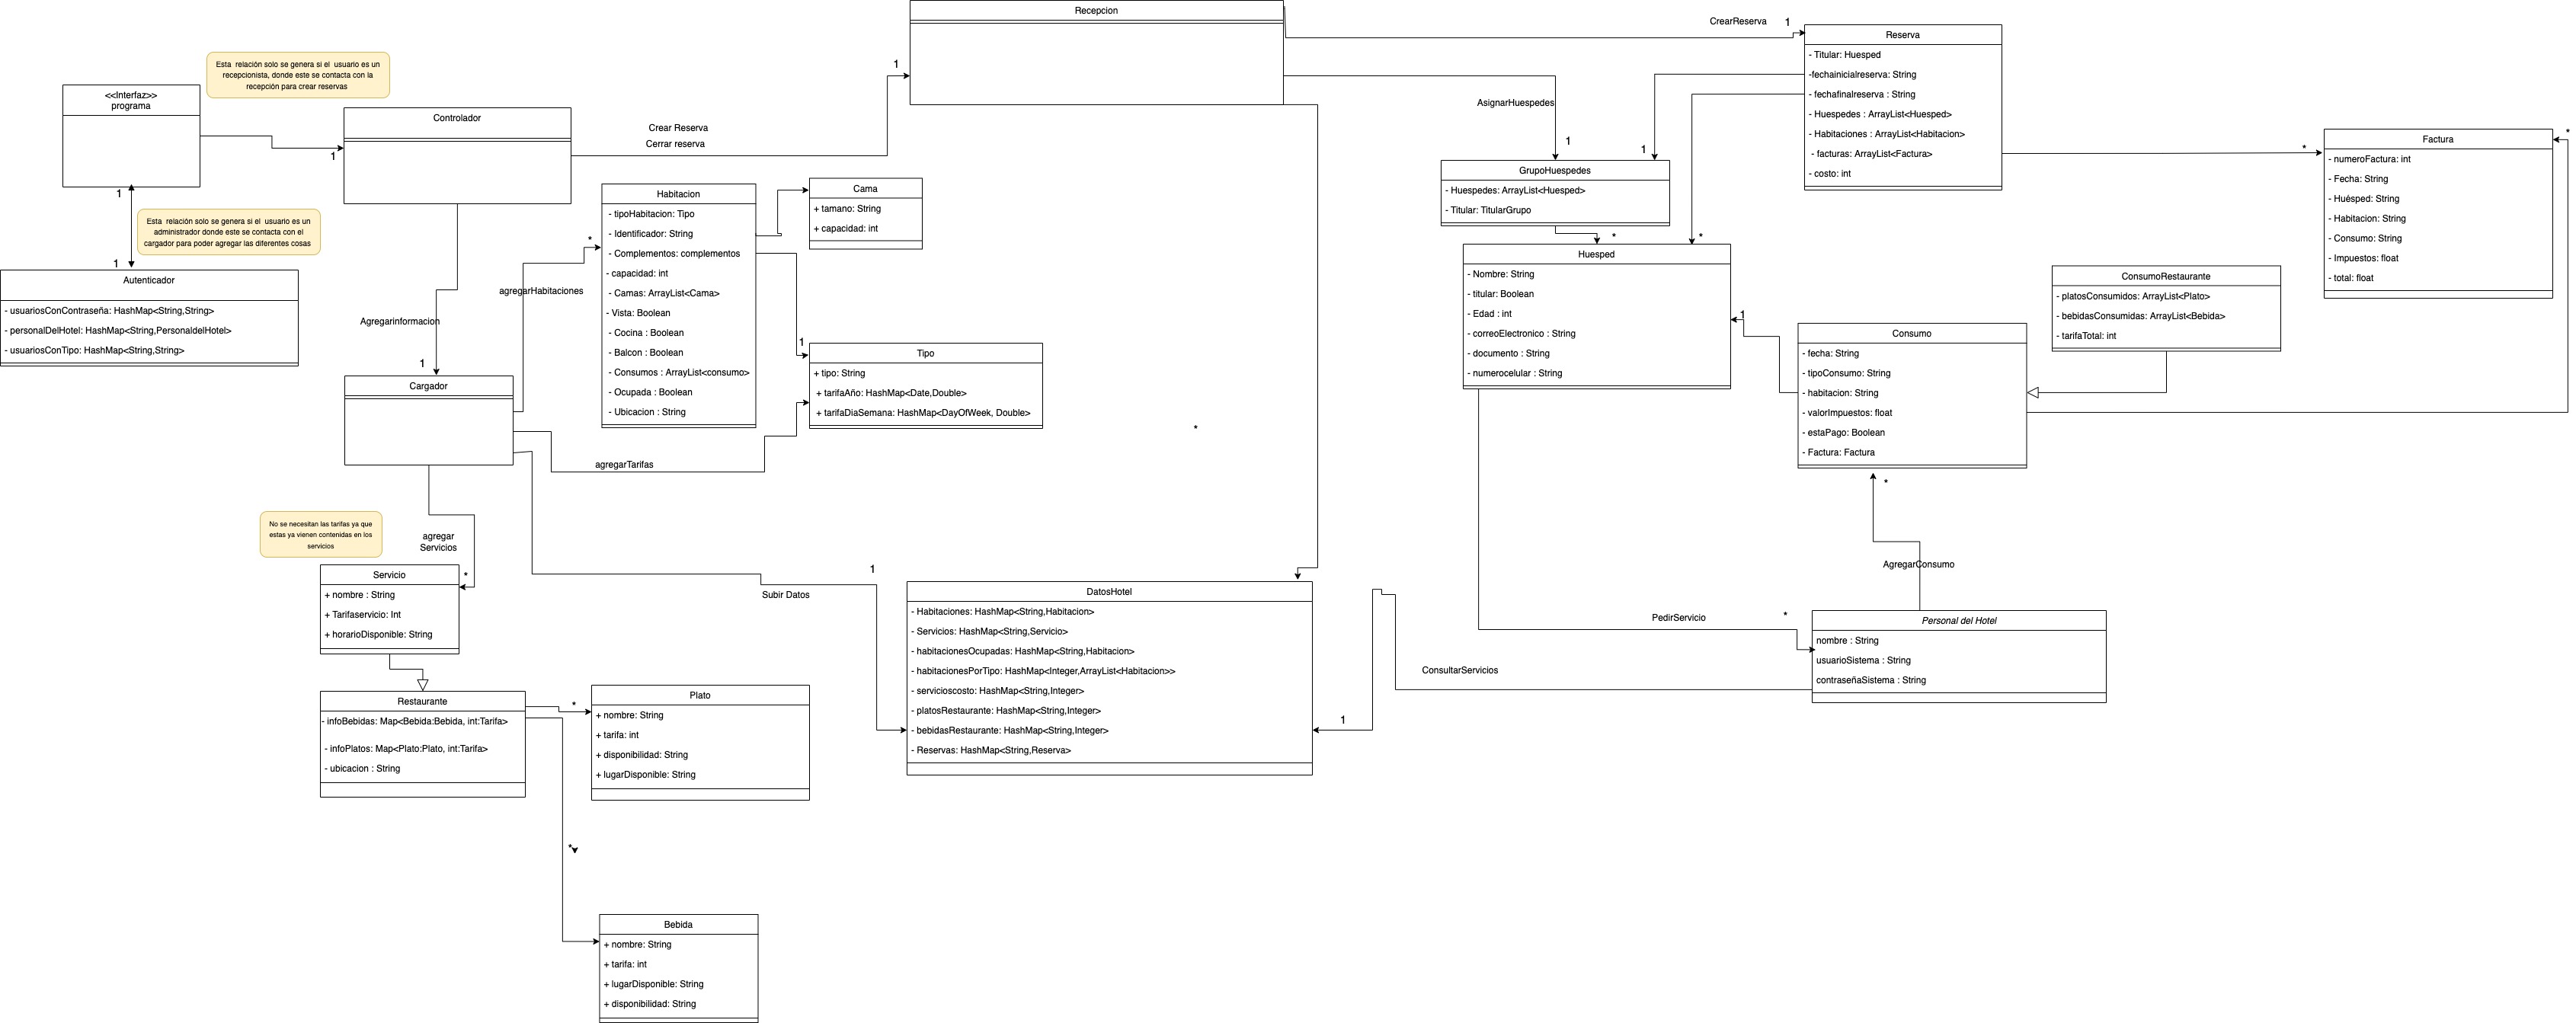 Recepcion
CrearReserva
1
Reserva
- Titular: Huesped
-fechainicialreserva: String
- fechafinalreserva : String
- Huespedes : ArrayList<Huesped>
- Habitaciones : ArrayList<Habitacion>
- facturas: ArrayList<Factura>
- costo: int
Esta relación solo se genera si el usuario es un
recepcionista, donde este se contacta con la
recepción para crear reservas
<<Interfaz>>
programa
1
Controlador
1
Crear Reserva
Cerrar reserva
1
AsignarHuespedes
1
1
GrupoHuespedes
- Huespedes: ArrayList<Huesped>
- Titular: TitularGrupo
*
*
*
*
Factura
- numeroFactura: int
- Fecha: String
- Huésped: String
- Habitacion: String
- Consumo: String
- Impuestos: float
- total: float
Esta relación solo se genera si el usuario es un
administrador donde este se contacta con el
cargador para poder agregar las diferentes cosas
1
Autenticador
- usuariosConContraseña: HashMap<String,String>
- personalDelHotel: HashMap<String,PersonaldelHotel>
- usuariosConTipo: HashMap<String,String>
Habitacion
- tipoHabitacion: Tipo
- Identificador: String
- Complementos: complementos
- capacidad: int
- Camas: ArrayList<Cama>
- Vista: Boolean
- Cocina : Boolean
- Balcon : Boolean
- Consumos : ArrayList<consumo>
- Ocupada : Boolean
- Ubicacion : String
Cama
+ tamano: String
+ capacidad: int
*
agregarHabitaciones
Agregarinformacion
1
Cargador
1
Tipo
+ tipo: String
+ tarifaAño: HashMap<Date,Double>
+ tarifaDiaSemana: HashMap<DayOfWeek, Double>
agregarTarifas
*
Huesped
- Nombre: String
- titular: Boolean
- Edad : int
- correoElectronico : String
- documento : String
- numerocelular : String
1
ConsumoRestaurante
- platosConsumidos: ArrayList<Plato>
- bebidasConsumidas: ArrayList<Bebida>
- tarifaTotal: int
Consumo
- fecha: String
- tipoConsumo: String
- habitacion: String
- valorImpuestos: float
- estaPago: Boolean
- Factura: Factura
*
AgregarConsumo
No se necesitan las tarifas ya que
estas ya vienen contenidas en los
servicios
agregar
Servicios
*
Servicio
+ nombre : String
+ Tarifaservicio: Int
+ horarioDisponible: String
Subir Datos
1
DatosHotel
- Habitaciones: HashMap<String,Habitacion>
- Servicios: HashMap<String,Servicio>
- habitacionesOcupadas: HashMap<String,Habitacion>
- habitacionesPorTipo: HashMap<Integer,ArrayList<Habitacion>>
- servicioscosto: HashMap<String,Integer>
- platosRestaurante: HashMap<String,Integer>
- bebidasRestaurante: HashMap<String,Integer>
- Reservas: HashMap<String,Reserva>
1
ConsultarServicios
PedirServicio
*
Personal del Hotel
nombre : String
usuarioSistema : String
contraseñaSistema : String
Restaurante
- infoBebidas: Map<Bebida:Bebida, int:Tarifa>
- infoPlatos: Map<Plato:Plato, int:Tarifa>
- ubicacion : String
*
Plato
+ nombre: String
+ tarifa: int
+ disponibilidad: String
+ lugarDisponible: String
*
Bebida
+ nombre: String
+ tarifa: int
+ lugarDisponible: String
+ disponibilidad: String